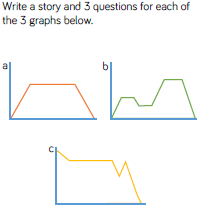 Write a story and 3 questions for each of
the 3 graphs below.
a
b
c